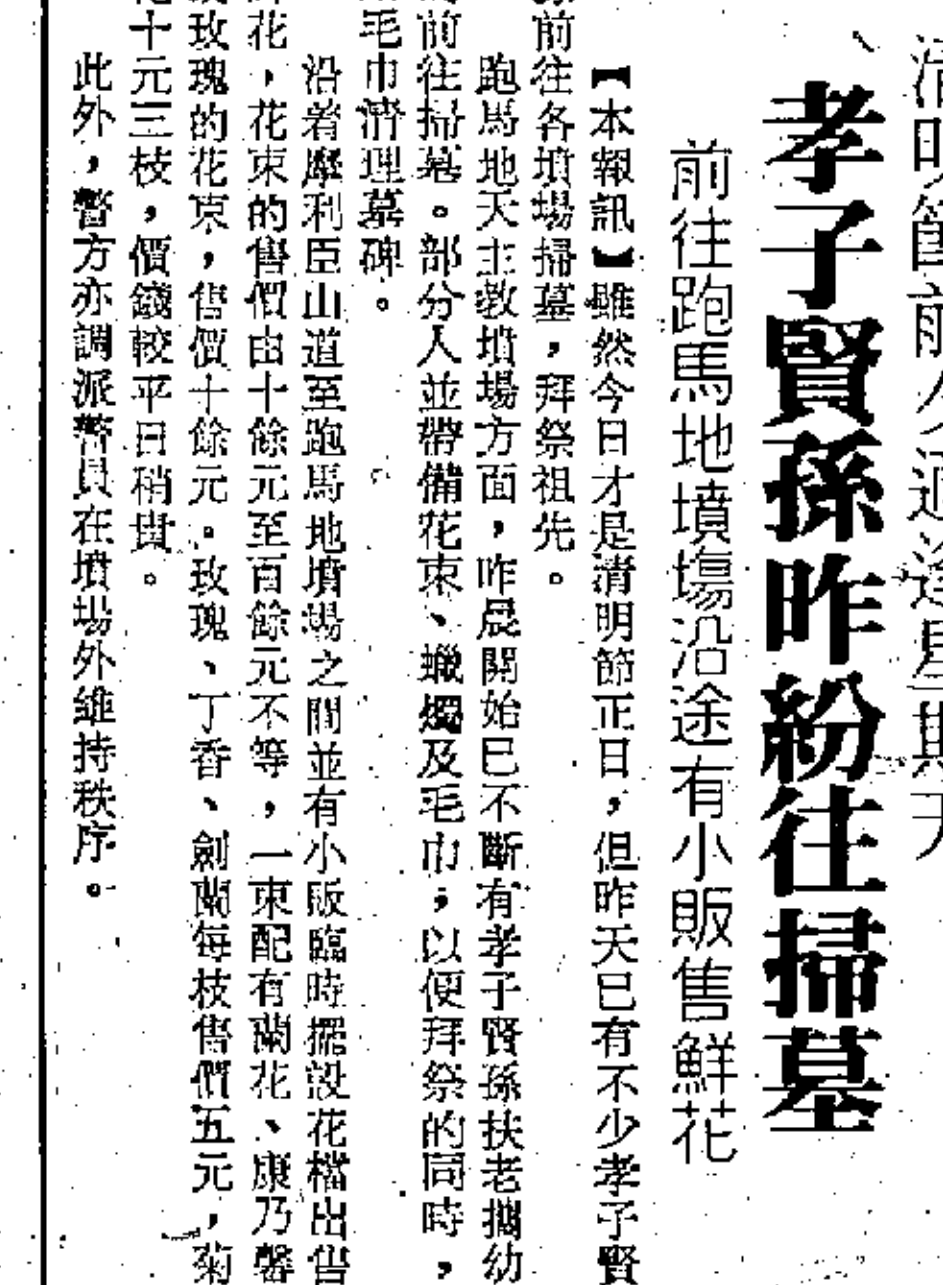 清明節前夕適逢星期天
孝子賢孫昨紛往掃墓
前往跑馬地墳場沿途有小販售鮮花
【本報訊】雖然今日才是清明節正日，但昨天已有不少孝子賢
孫前往各墳場掃墓，拜祭祖先。
跑馬地天主教墳場方面，昨晨開始已不斷有孝子賢孫扶老攜幼
前往掃墓。部分人並帶備花束、蠟燭及毛巾，以便拜祭的同時，
毛巾清理墓碑。
沿着摩利臣山道至跑馬地墳場之間並有小販臨時擺設花檔出售
鮮花，花束的售價由十餘元至百餘元不等，一束配有蘭花、康乃馨
玫瑰的花束，售價十餘元。玫瑰、丁香、劍蘭每枝售價五元，菊
花十元三枝，價錢較平日稍貴。
此外，警方亦調派警員在墳場外維持秩序。